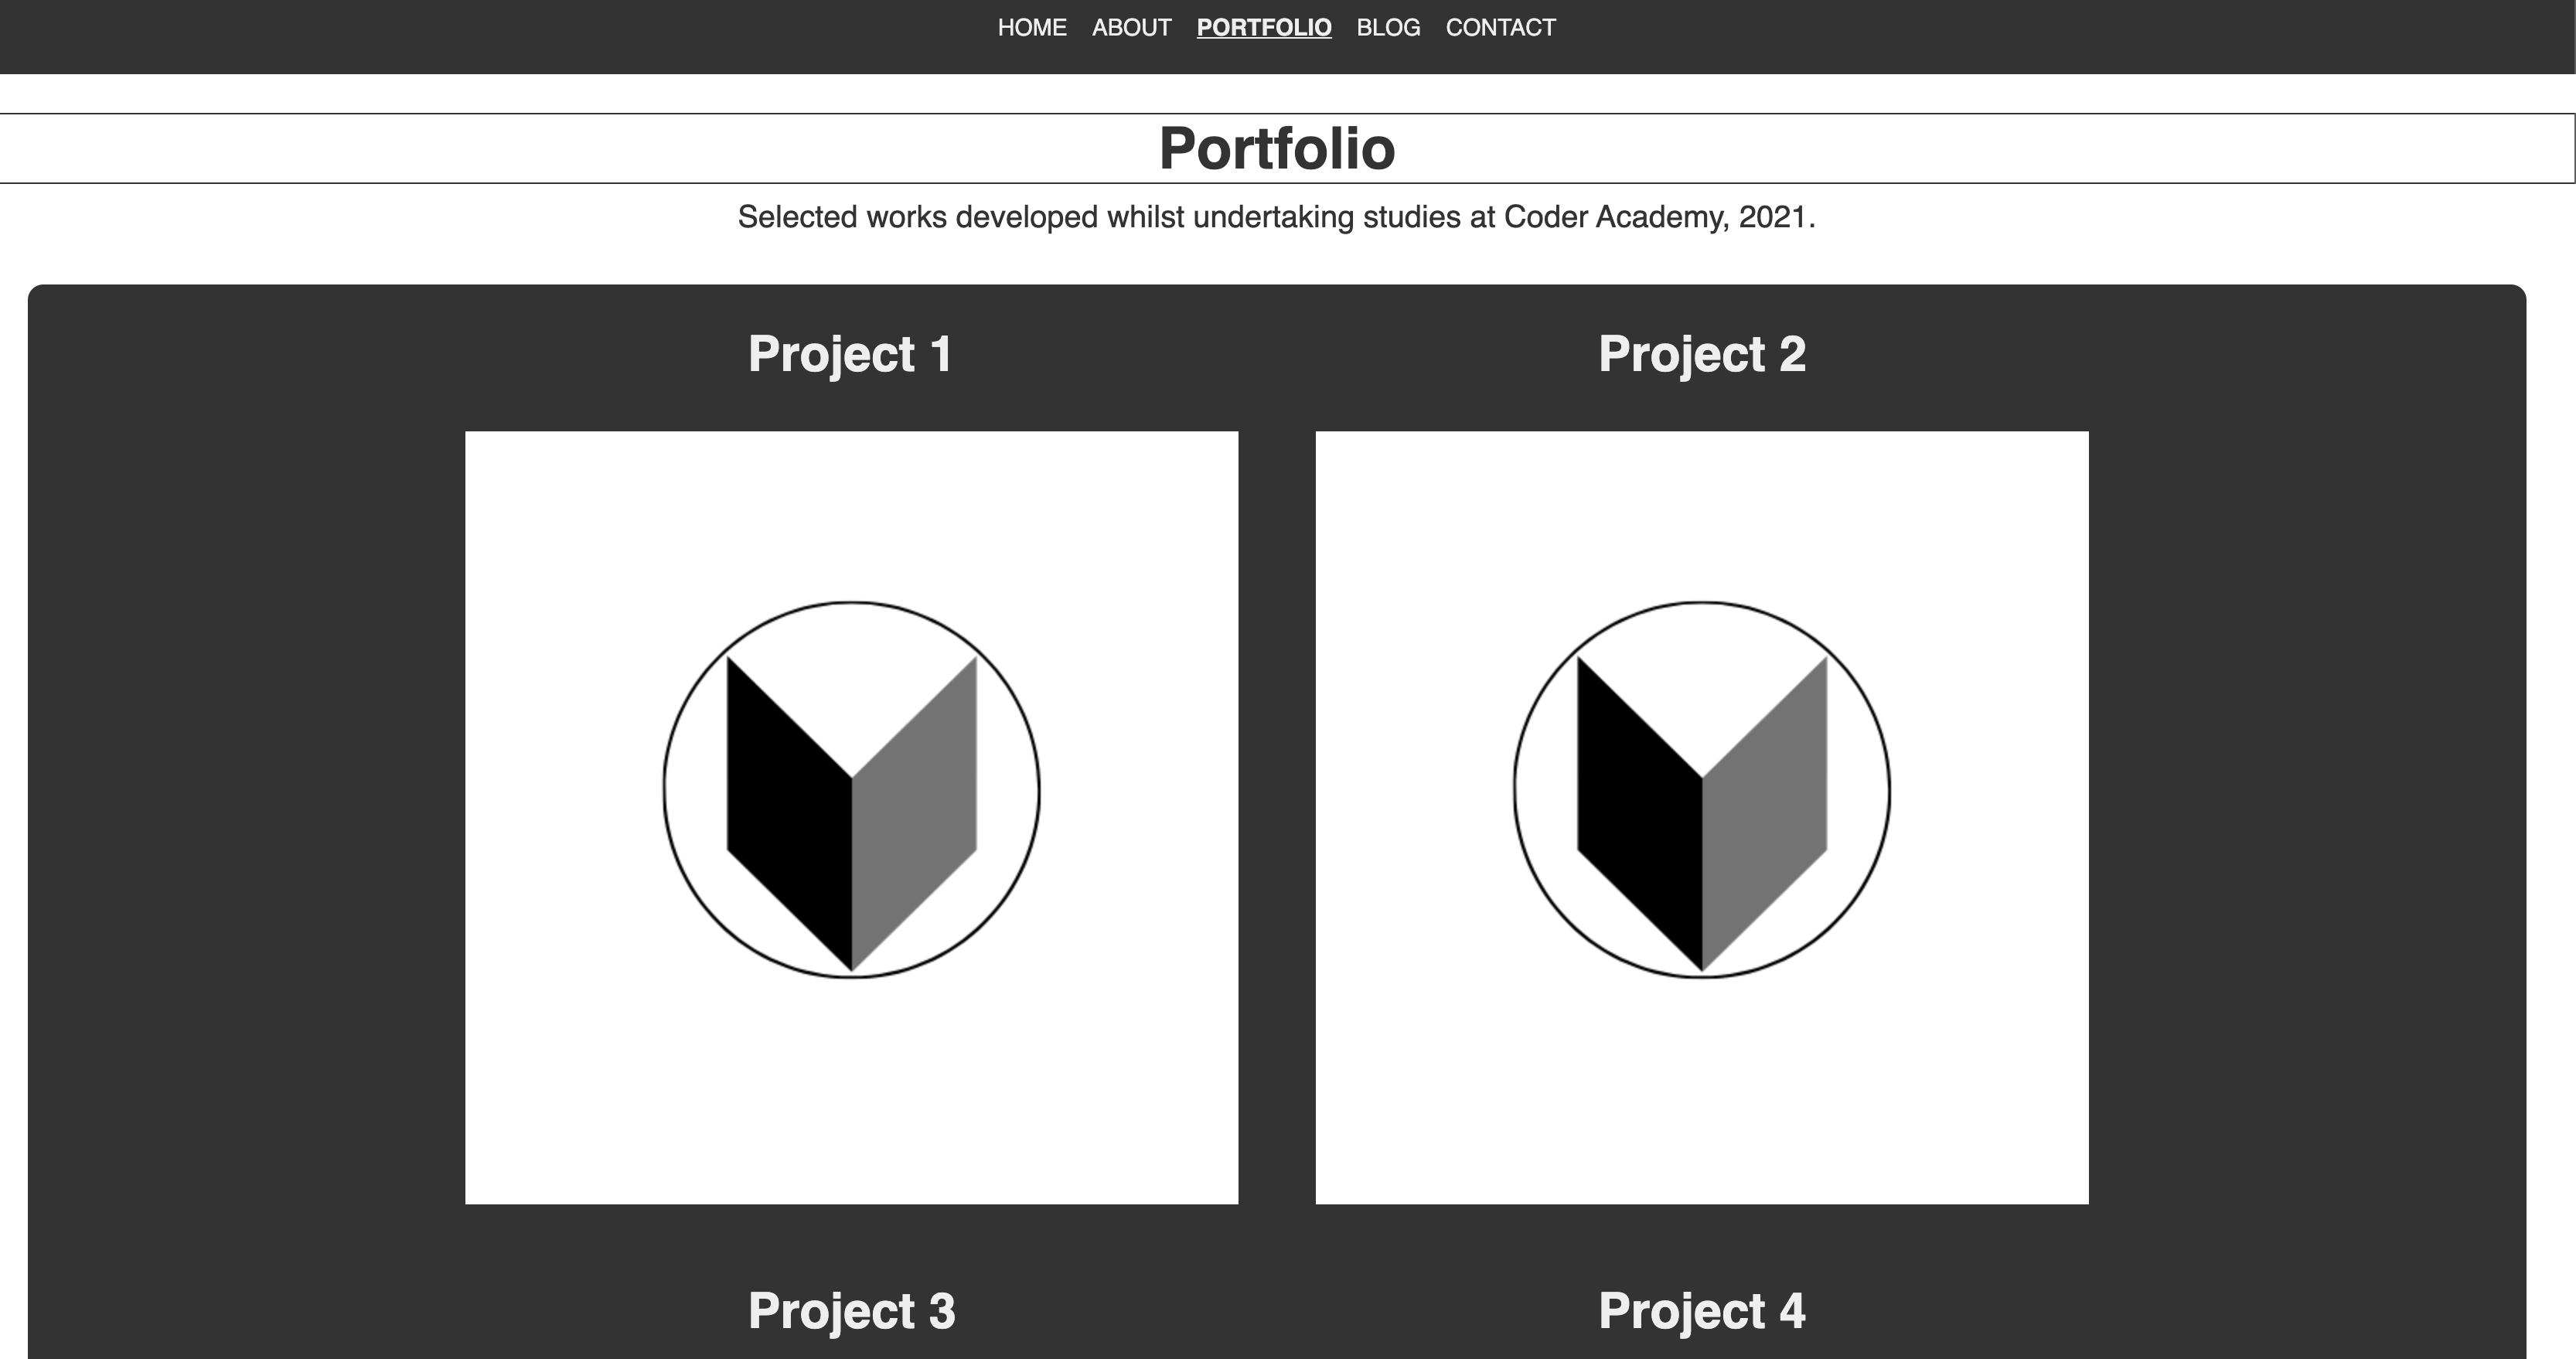 HOME ABOUT PORTFOLIO BLOG CONTACT
Portfolio
Selected works developed whilst undertaking studies at Coder Academy, 2021.
Project 1 Project 2
Project 3 Project 4